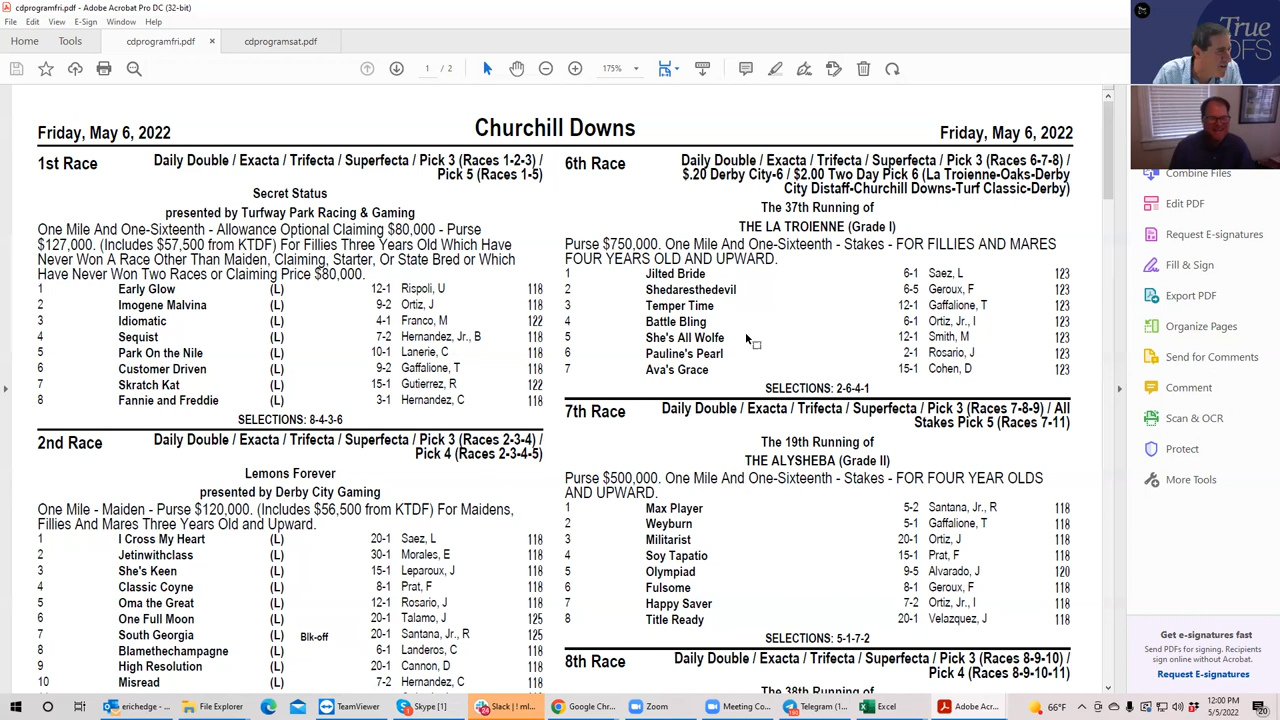 cdprogramfri.pdf - Adobe Acrobat Pro DC (32-bit)
File Edit View E-Sign Window Help
Home Tools cdprogramfri.pdf × cdprogramsat.pdf
1 / 2 175%
True
DFS
Churchill Downs
Friday, May 6, 2022 Friday, May 6, 2022
1st Race Daily Double / Exacta / Trifecta / Superfecta / Pick 3 (Races 1-2-3) /
Pick 5 (Races 1-5)
Secret Status
presented by Turfway Park Racing & Gaming
One Mile And One-Sixteenth - Allowance Optional Claiming $80,000 - Purse
$127,000. (Includes $57,500 from KTDF) For Fillies Three Years Old Which Have
Never Won A Race Other Than Maiden, Claiming, Starter, Or State Bred or Which
Have Never Won Two Races or Claiming Price $80,000.
1 Early Glow (L) 12-1 Rispoli, U 118
2 Imogene Malvina (L) 9-2 Ortiz, J 118
3 Idiomatic (L) 4-1 Franco, M 122
4 Sequist (L) 7-2 Hernandez, Jr., B 118
5 Park On the Nile (L) 10-1 Lanerie, C 118
6 Customer Driven (L) 9-2 Gaffalione, T 118
7 Skratch Kat (L) 15-1 Gutierrez, R 122
8 Fannie and Freddie (L) 3-1 Hernandez, C 118
SELECTIONS: 8-4-3-6
2nd Race Daily Double / Exacta / Trifecta / Superfecta / Pick 3 (Races 2-3-4) /
Pick 4 (Races 2-3-4-5)
Lemons Forever
presented by Derby City Gaming
One Mile - Maiden - Purse $120,000. (Includes $56,500 from KTDF) For Maidens,
Fillies And Mares Three Years Old and Upward.
1 I Cross My Heart (L) 20-1 Saez, L 118
2 Jetinwithclass (L) 30-1 Morales, E 118
3 She's Keen (L) 15-1 Leparoux, J 118
4 Classic Coyne (L) 8-1 Prat, F 118
5 Oma the Great (L) 12-1 Rosario, J 118
6 One Full Moon (L) 20-1 Talamo, J 125
7 South Georgia (L) Blk-off 20-1 Santana, Jr., R 125
8 Blamethechampagne (L) 6-1 Landeros, C 118
9 High Resolution (L) 20-1 Cannon, D 118
10 Misread (L) 7-2 Hernandez, C 118
6th Race Daily Double / Exacta / Trifecta / Superfecta / Pick 3 (Races 6-7-8) /
$.20 Derby City-6 / $2.00 Two Day Pick 6 (La Troienne-Oaks-Derby
City Distaff-Churchill Downs-Turf Classic-Derby)
The 37th Running of
THE LA TROIENNE (Grade I)
Purse $750,000. One Mile And One-Sixteenth - Stakes - FOR FILLIES AND MARES
FOUR YEARS OLD AND UPWARD.
1 Jilted Bride 6-1 Saez, L 123
2 Shedaresthedevil 6-5 Geroux, F 123
3 Temper Time 12-1 Gaffalione, T 123
4 Battle Bling 6-1 Ortiz, Jr., I 123
5 She's All Wolfe 12-1 Smith, M 123
6 Pauline's Pearl 2-1 Rosario, J 123
7 Ava's Grace 15-1 Cohen, D 123
SELECTIONS: 2-6-4-1
7th Race Daily Double / Exacta / Trifecta / Superfecta / Pick 3 (Races 7-8-9) / All
Stakes Pick 5 (Races 7-11)
The 19th Running of
THE ALYSHEBA (Grade II)
Purse $500,000. One Mile And One-Sixteenth - Stakes - FOR FOUR YEAR OLDS
AND UPWARD.
1 Max Player 5-2 Santana, Jr., R 118
2 Weyburn 5-1 Gaffalione, T 118
3 Militarist 20-1 Ortiz, J 118
4 Soy Tapatio 15-1 Prat, F 118
5 Olympiad 9-5 Alvarado, J 120
6 Fulsome 8-1 Geroux, F 118
7 Happy Saver 7-2 Ortiz, Jr., I 118
8 Title Ready 20-1 Velazquez, J 118
SELECTIONS: 5-1-7-2
8th Race Daily Double / Exacta / Trifecta / Superfecta / Pick 3 (Races 8-9-10) /
Pick 4 (Races 8-9-10-11)
The 38th Running of
Combine Files
Edit PDF
Request E-signatures
Fill & Sign
Export PDF
Organize Pages
Send for Comments
Comment
Scan & OCR
Protect
More Tools
Get e-signatures fast
Send PDFs for signing. Recipients
sign online without Acrobat.
Request E-Signatures
erichedge - ... File Explorer TeamViewer Skype [1] Slack | ! ml... Google Chr... Zoom Meeting Co... Telegram (1... Excel Adobe Acr... 66°F
12:00 PM
5/5/2022
20